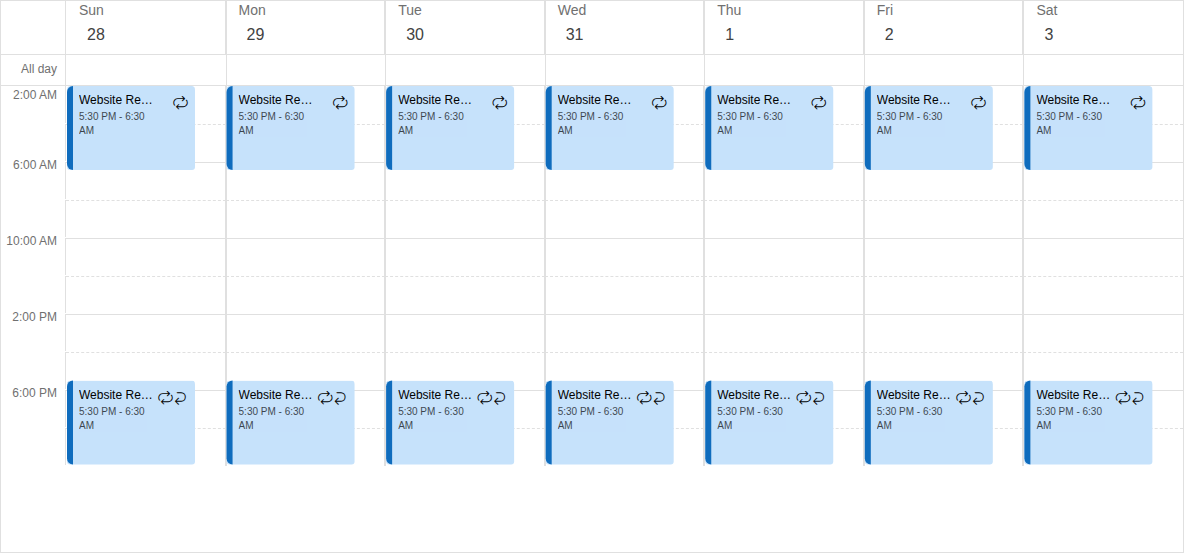 Sun Mon Tue Wed Thu Fri Sat
28 29 30 31 1 2 3
All day
2:00 AM
Website Re… Website Re… Website Re… Website Re… Website Re… Website Re… Website Re…
5:30 PM - 6:30 5:30 PM - 6:30 5:30 PM - 6:30 5:30 PM - 6:30 5:30 PM - 6:30 5:30 PM - 6:30 5:30 PM - 6:30
AM AM AM AM AM AM AM
6:00 AM
10:00 AM
2:00 PM
6:00 PM
Website Re… Website Re… Website Re… Website Re… Website Re… Website Re… Website Re…
5:30 PM - 6:30 5:30 PM - 6:30 5:30 PM - 6:30 5:30 PM - 6:30 5:30 PM - 6:30 5:30 PM - 6:30 5:30 PM - 6:30
AM AM AM AM AM AM AM